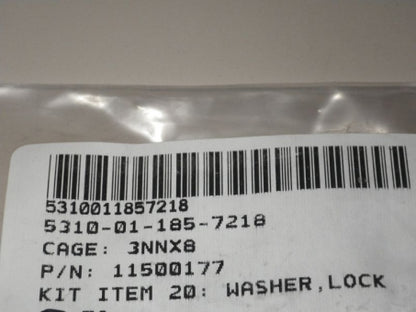 5310011857218
5310-01-185-7218
CAGE: 3NNX8
P/N: 11500177
KIT ITEM 20: WASHER,LOCK